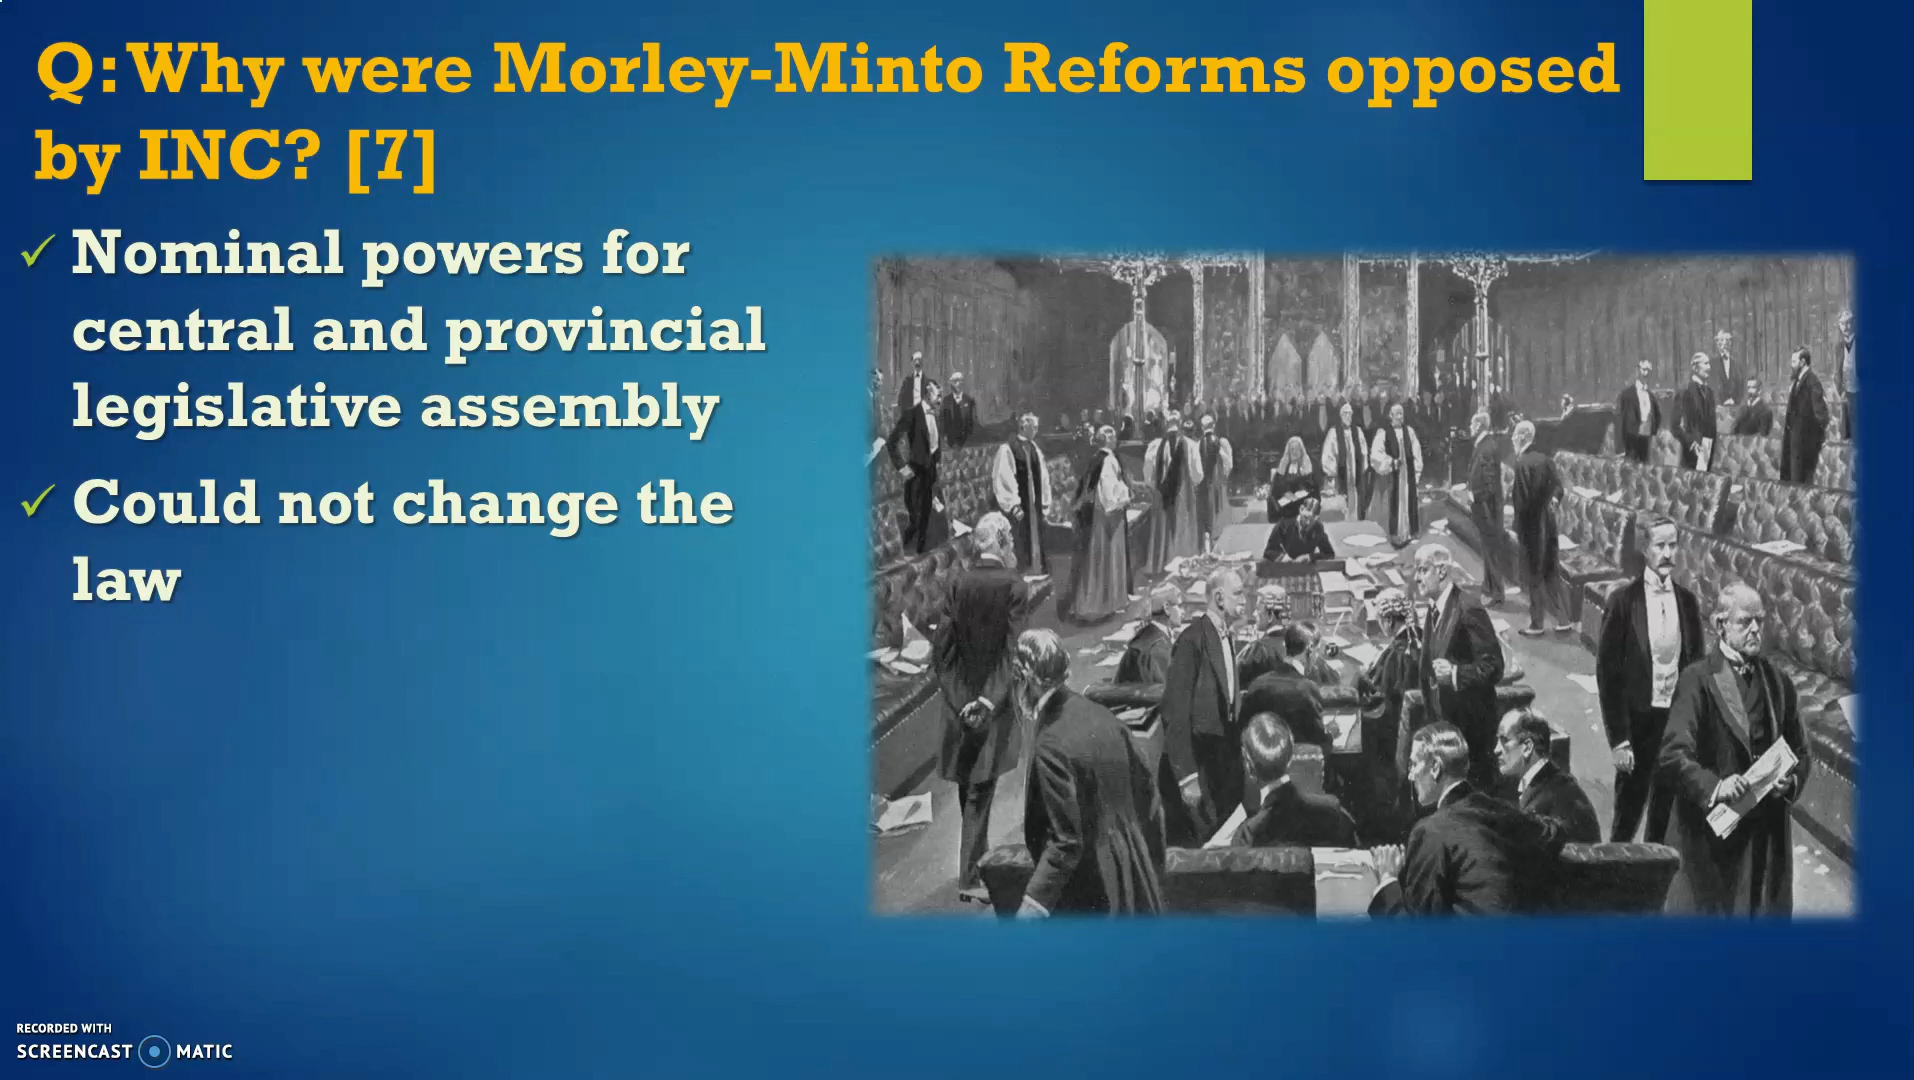 Q: Why were Morley-Minto Reforms opposed
by INC? [7]
✓ Nominal powers for
central and provincial
legislative assembly
✓ Could not change the
law
RECORDED WITH
SCREENCAST MATIC